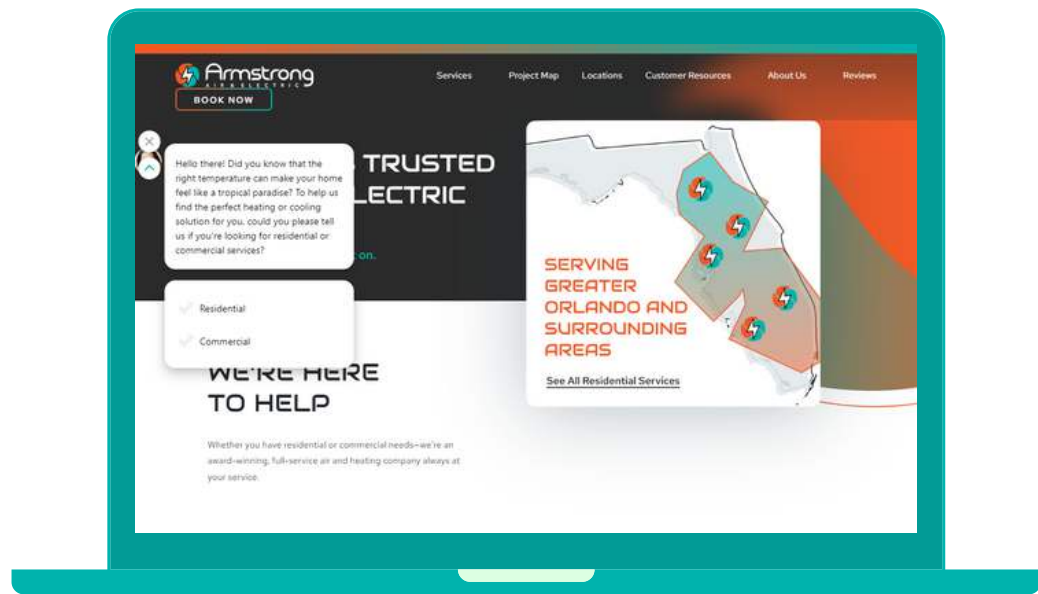 Armstrong
AIR & ELECTRIC
BOOK NOW
Services
Project Map
Locations
Customer Resources
About Us
Reviews
TRUSTED
LECTRIC
on.
Hello there! Did you know that the
right temperature can make your home
feel like a tropical paradise? To help us
find the perfect heating or cooling
solution for you, could you please tell
us if you're looking for residential or
commercial services?
Residential
Commercial
SERVING
GREATER
ORLANDO AND
SURROUNDING
AREAS
See All Residential Services
WE'RE HERE
TO HELP
Whether you have residential or commercial needs—we're an
award-winning, full-service air and heating company always at
your service.